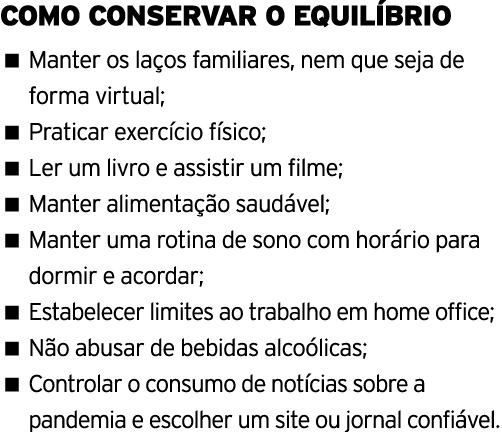 COMO CONSERVAR O EQUILÍBRIO
■ Manter os laços familiares, nem que seja de
forma virtual;
■ Praticar exercício físico;
■ Ler um livro e assistir um filme;
■ Manter alimentação saudável;
■ Manter uma rotina de sono com horário para
dormir e acordar;
■ Estabelecer limites ao trabalho em home office;
■ Não abusar de bebidas alcoólicas;
■ Controlar o consumo de notícias sobre a
pandemia e escolher um site ou jornal confiável.